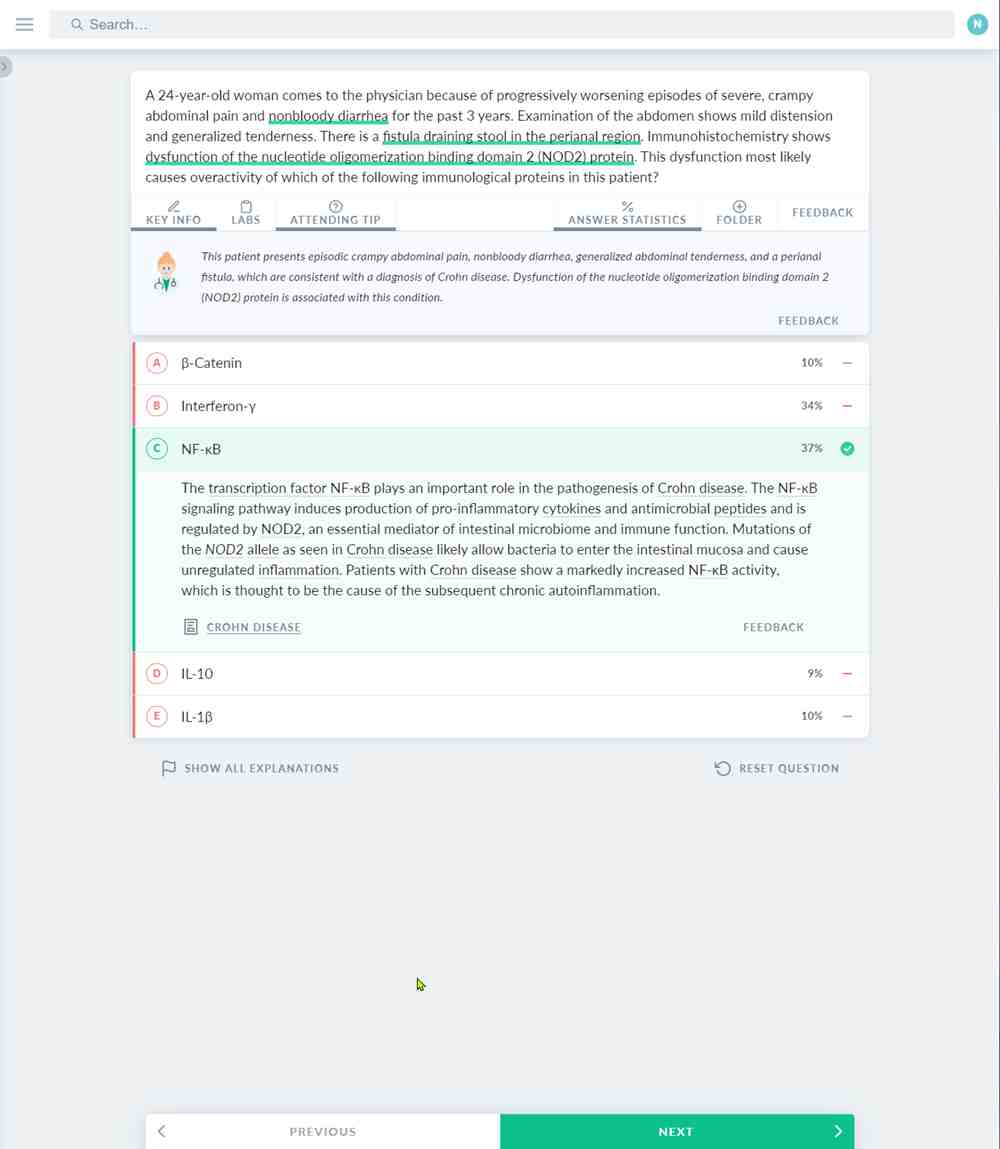 Search...
N
A 24-year-old woman comes to the physician because of progressively worsening episodes of severe, crampy
abdominal pain and nonbloody diarrhea for the past 3 years. Examination of the abdomen shows mild distension
and generalized tenderness. There is a fistula draining stool in the perianal region. Immunohistochemistry shows
dysfunction of the nucleotide oligomerization binding domain 2 (NOD2) protein. This dysfunction most likely
causes overactivity of which of the following immunological proteins in this patient?
KEY INFO LABS ATTENDING TIP ANSWER STATISTICS FOLDER FEEDBACK
This patient presents episodic crampy abdominal pain, nonbloody diarrhea, generalized abdominal tenderness, and a perianal
fistula, which are consistent with a diagnosis of Crohn disease. Dysfunction of the nucleotide oligomerization binding domain 2
(NOD2) protein is associated with this condition.
FEEDBACK
A β-Catenin 10%
B Interferon-γ 34%
C NF-κB 37%
The transcription factor NF-κB plays an important role in the pathogenesis of Crohn disease. The NF-κB
signaling pathway induces production of pro-inflammatory cytokines and antimicrobial peptides and is
regulated by NOD2, an essential mediator of intestinal microbiome and immune function. Mutations of
the NOD2 allele as seen in Crohn disease likely allow bacteria to enter the intestinal mucosa and cause
unregulated inflammation. Patients with Crohn disease show a markedly increased NF-κB activity,
which is thought to be the cause of the subsequent chronic autoinflammation.
CROHN DISEASE FEEDBACK
D IL-10 9%
E IL-1β 10%
SHOW ALL EXPLANATIONS RESET QUESTION
PREVIOUS NEXT